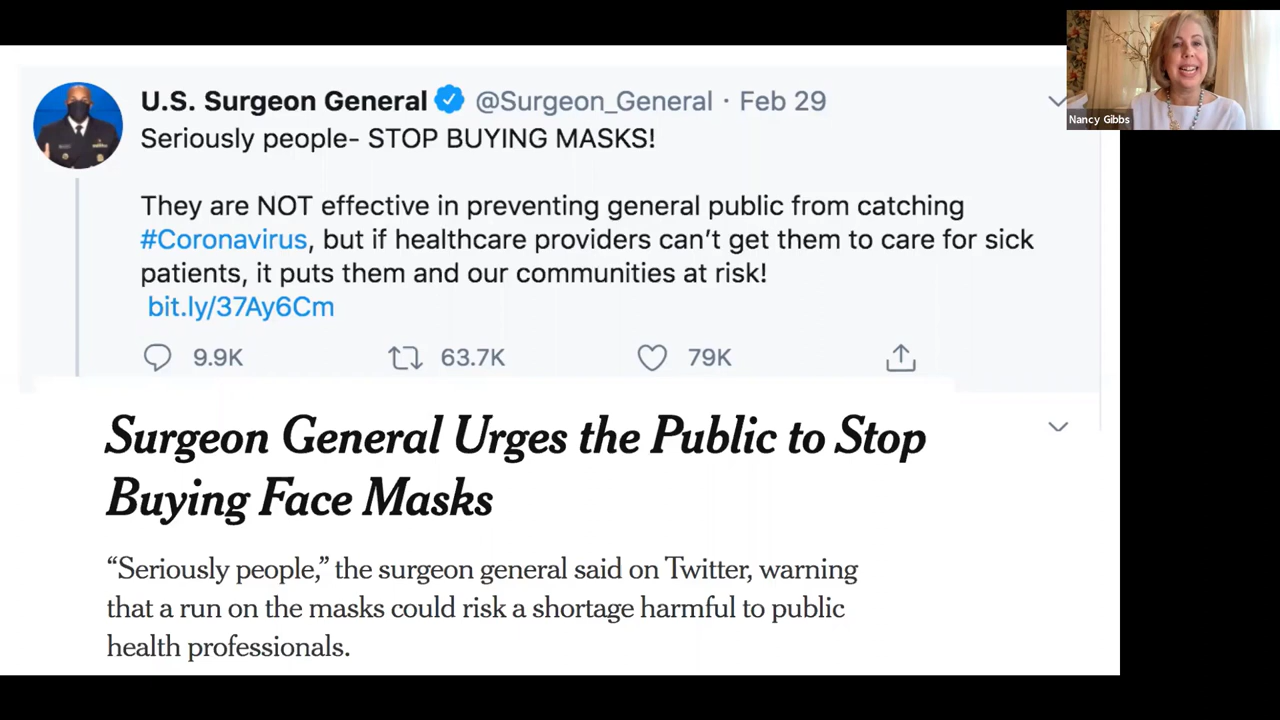 U.S. Surgeon General @Surgeon_General · Feb 29
Seriously people- STOP BUYING MASKS!
They are NOT effective in preventing general public from catching
#Coronavirus, but if healthcare providers can’t get them to care for sick
patients, it puts them and our communities at risk!
bit.ly/37Ay6Cm
9.9K 63.7K 79K
Surgeon General Urges the Public to Stop
Buying Face Masks
“Seriously people,” the surgeon general said on Twitter, warning
that a run on the masks could risk a shortage harmful to public
health professionals.
Nancy Gibbs